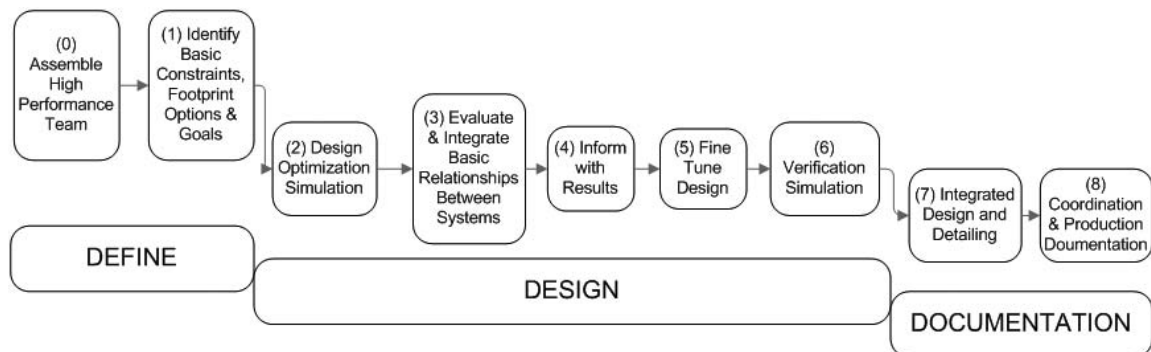 (0)
Assemble
High
Performance
Team
(1) Identify
Basic
Constraints,
Footprint
Options &
Goals
(2) Design
Optimization
Simulation
(3) Evaluate
& Integrate
Basic
Relationships
Between
Systems
(4) Inform
with
Results
(5) Fine
Tune
Design
(6)
Verification
Simulation
(7) Integrated
Design and
Detailing
(8)
Coordination
& Production
Doumentation
DEFINE
DESIGN
DOCUMENTATION